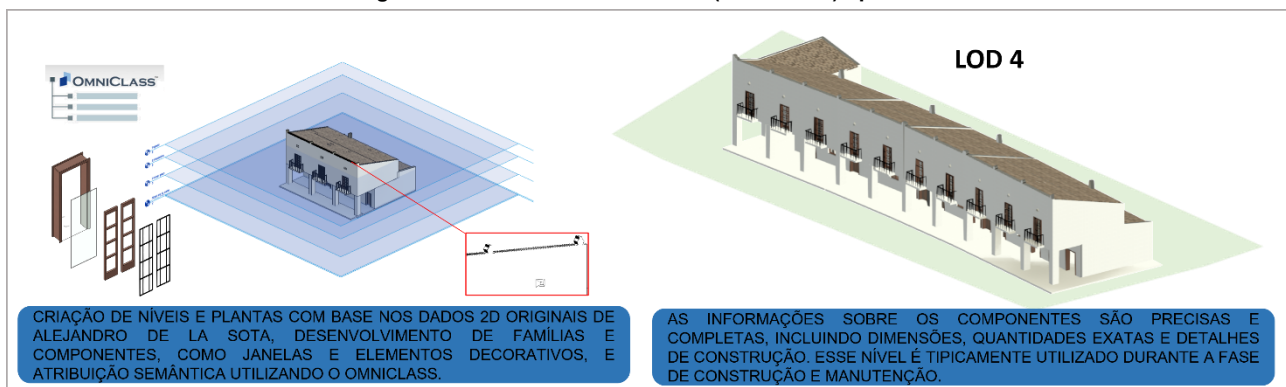 OMNICLASS™
LOD 4
CRIAÇÃO DE NÍVEIS E PLANTAS COM BASE NOS DADOS 2D ORIGINAIS DE
ALEJANDRO DE LA SOTA, DESENVOLVIMENTO DE FAMÍLIAS E
COMPONENTES, COMO JANELAS E ELEMENTOS DECORATIVOS, E
ATRIBUIÇÃO SEMÂNTICA UTILIZANDO O OMNICLASS.
AS INFORMAÇÕES SOBRE OS COMPONENTES SÃO PRECISAS E
COMPLETAS, INCLUINDO DIMENSÕES, QUANTIDADES EXATAS E DETALHES
DE CONSTRUÇÃO. ESSE NÍVEL É TIPICAMENTE UTILIZADO DURANTE A FASE
DE CONSTRUÇÃO E MANUTENÇÃO.